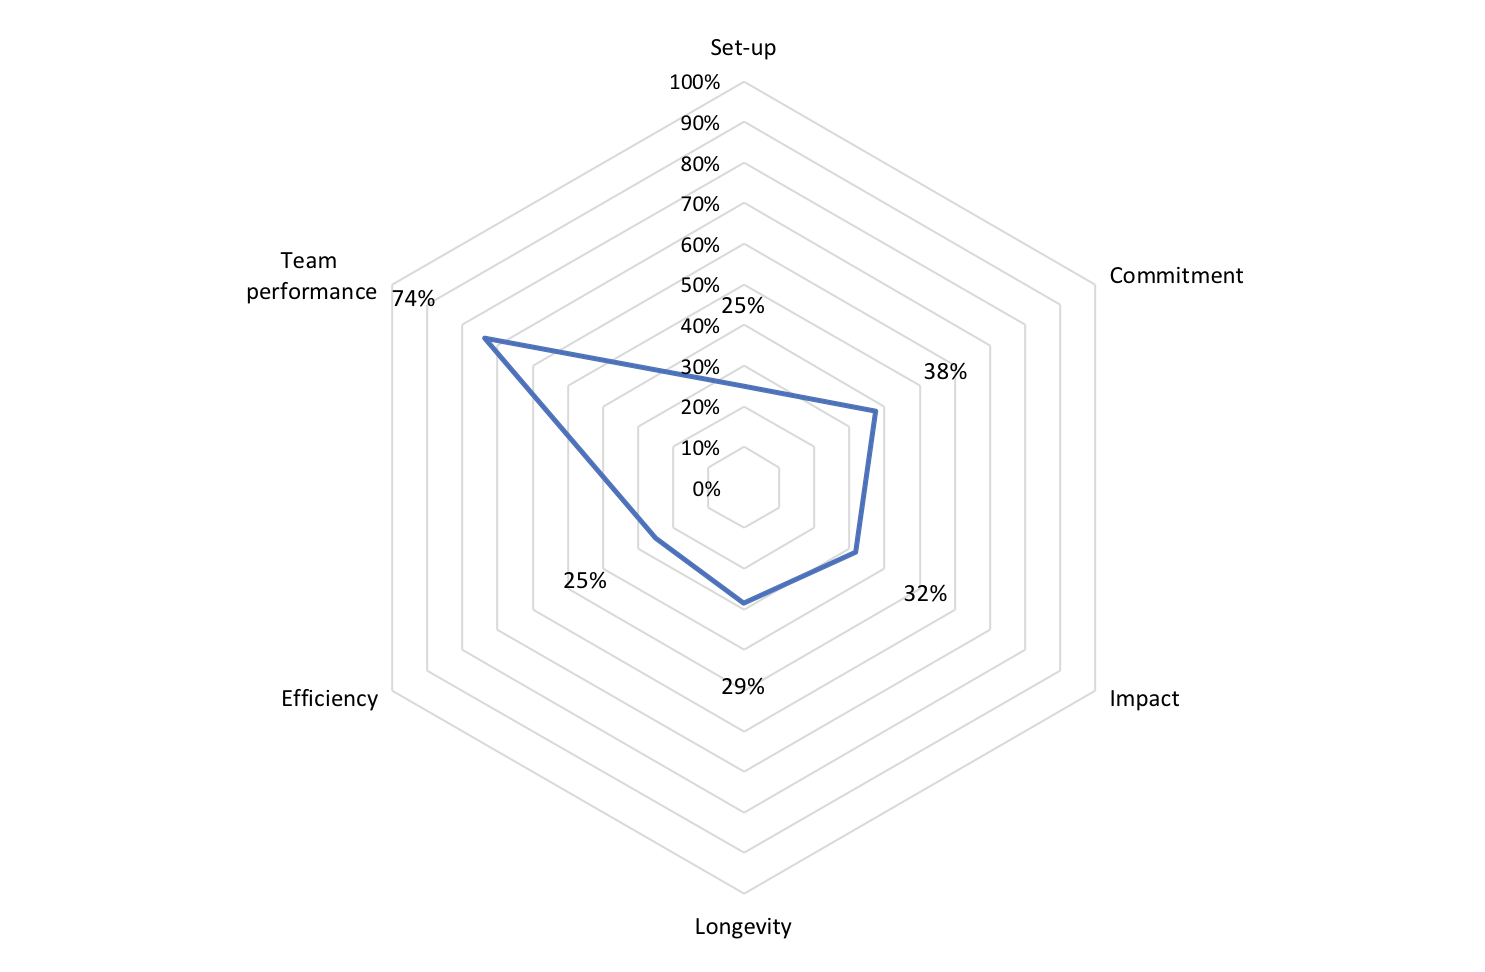 Set-up
100%
90%
80%
70%
60%
50%
40%
30%
20%
10%
0%
25%
Commitment
38%
Impact
32%
Longevity
29%
Efficiency
25%
Team
performance
74%